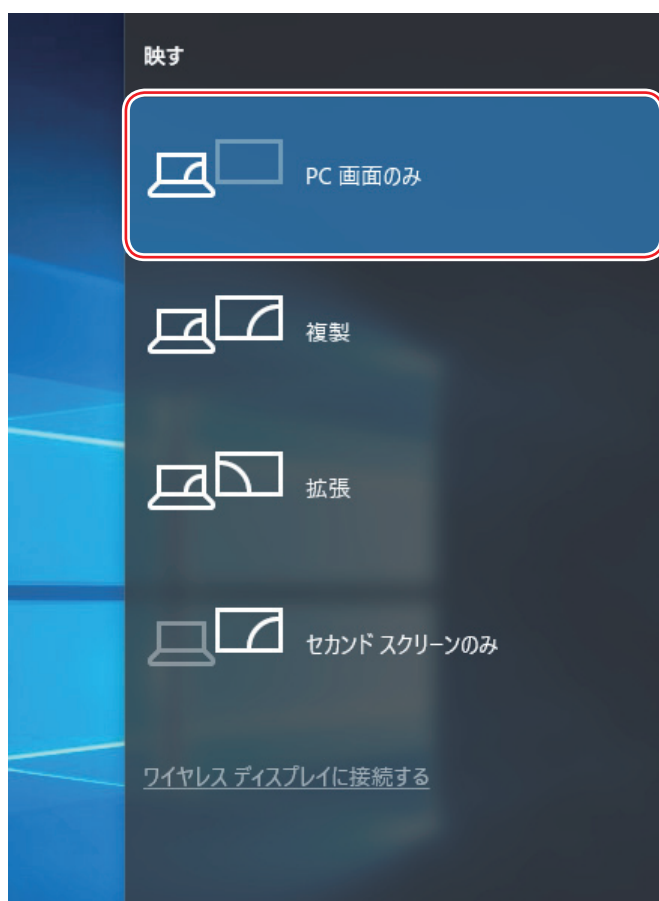 映す
PC 画面のみ
複製
拡張
セカンド スクリーンのみ
ワイヤレス ディスプレイに接続する